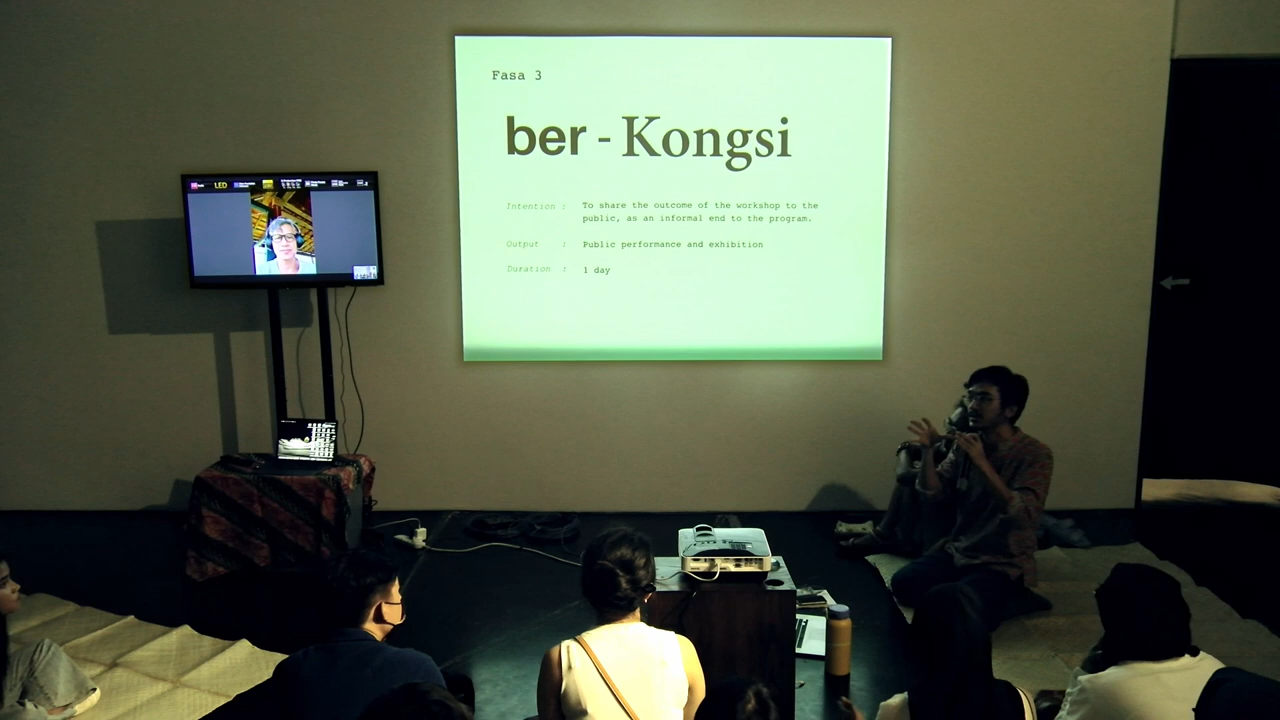 Fasa 3
ber - Kongsi
Intention : To share the outcome of the workshop to the
public, as an informal end to the program.
Output : Public performance and exhibition
Duration : 1 day
LED